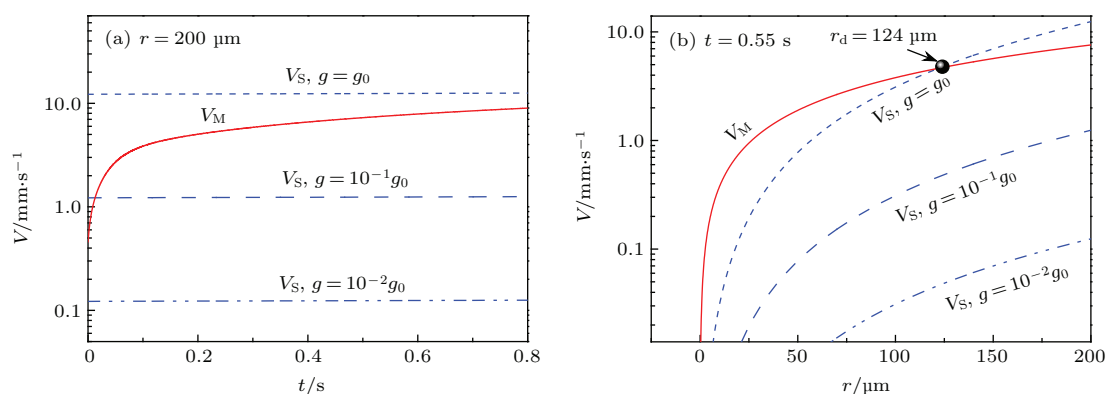 (a) r = 200 µm
V_S, g = g_0
V_M
V_S, g = 10^{-1}g_0
V_S, g = 10^{-2}g_0
10.0
1.0
0.1
V/mm·s^{-1}
0
0.2
0.4
0.6
0.8
t/s
(b) t = 0.55 s
r_d = 124 µm
V_M
V_S, g = g_0
V_S, g = 10^{-1}g_0
V_S, g = 10^{-2}g_0
10.0
1.0
0.1
V/mm·s^{-1}
0
50
100
150
200
r/µm